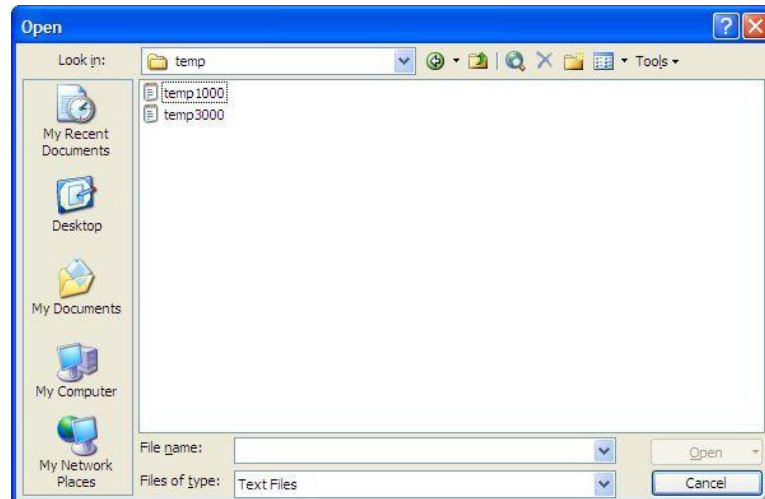 Open
Look in:
temp
Tools
temp1000
temp3000
My Recent
Documents
Desktop
My Documents
My Computer
My Network
Places
File name:
Open
Files of type:
Text Files
Cancel